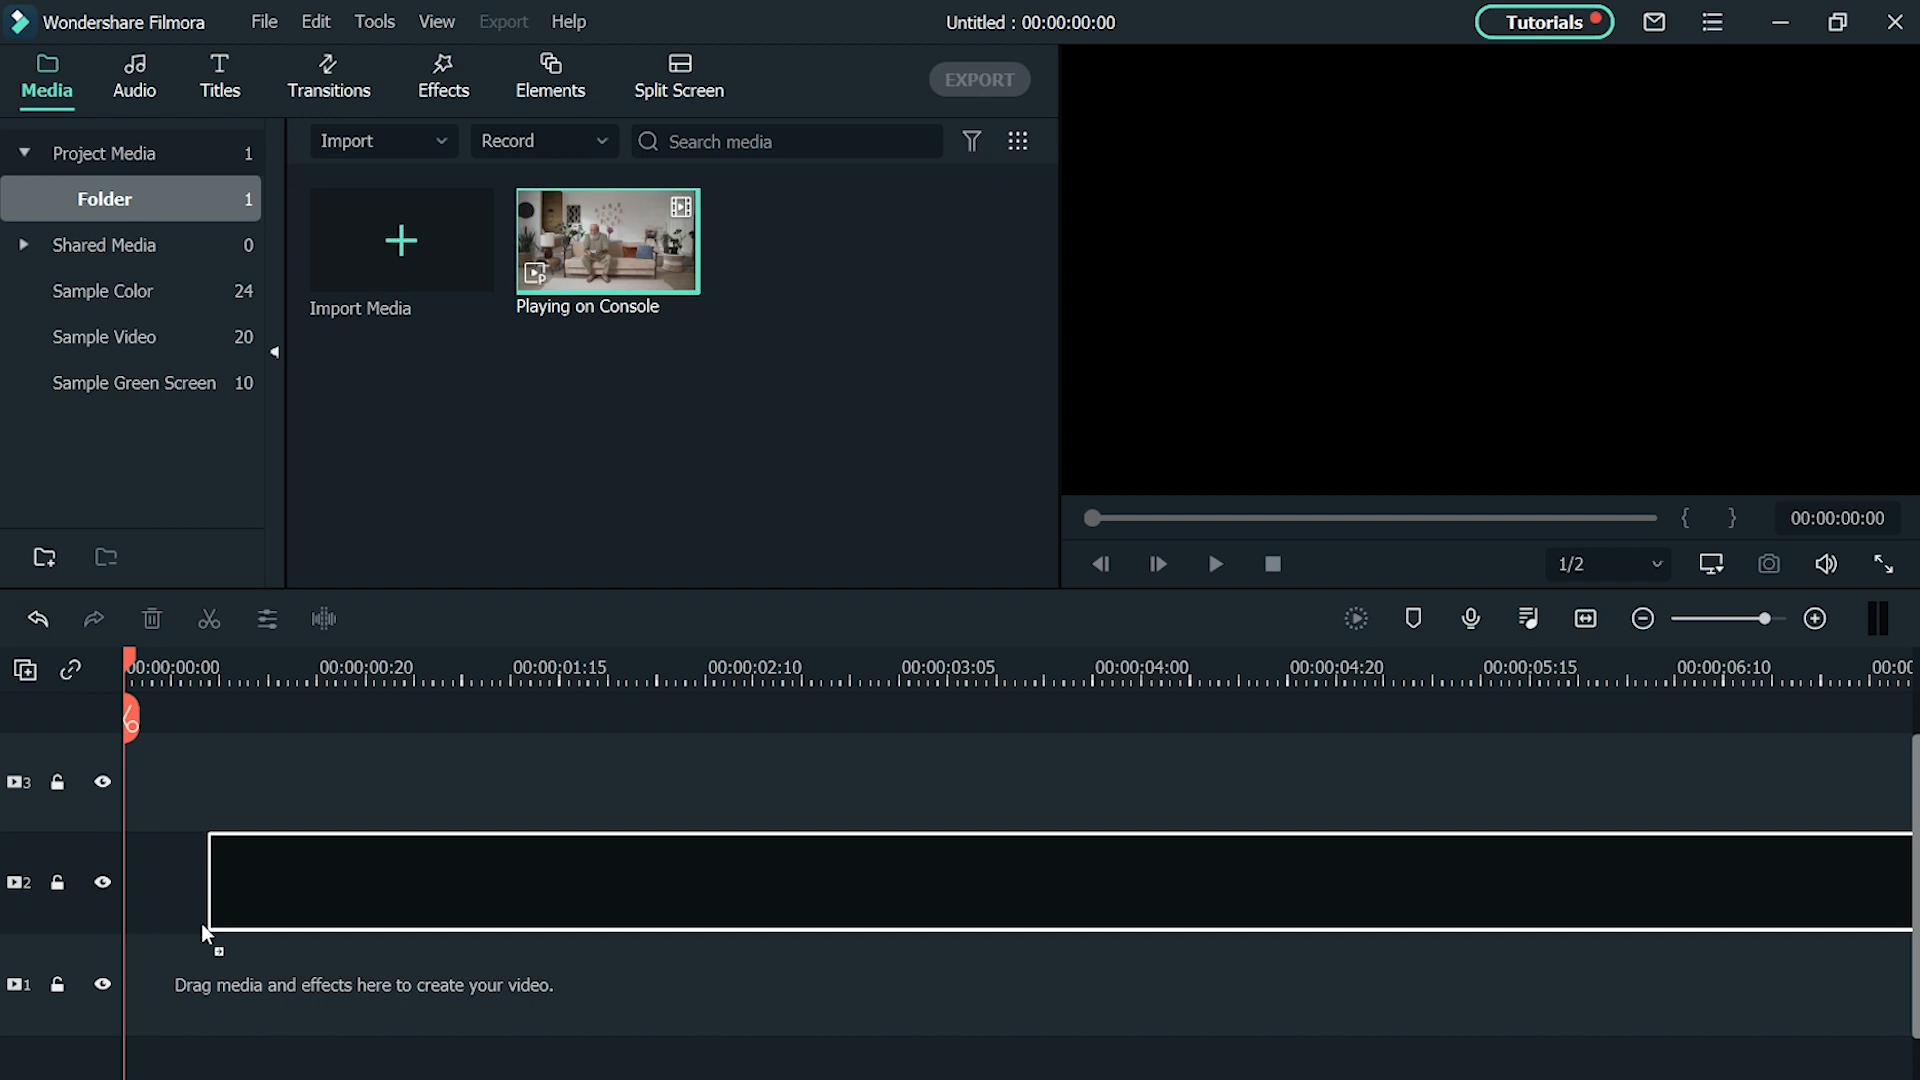 Wondershare Filmora File Edit Tools View Export Help Untitled : 00:00:00:00 Tutorials
Media Audio Titles Transitions Effects Elements Split Screen EXPORT
Import Record Search media
Project Media 1
Folder 1
Shared Media 0
Sample Color 24
Sample Video 20
Sample Green Screen 10
Import Media Playing on Console
{ } 00:00:00:00
1/2
00:00:00:00 00:00:00:20 00:00:01:15 00:00:02:10 00:00:03:05 00:00:04:00 00:00:04:20 00:00:05:15 00:00:06:10 00:00
3
2
1 Drag media and effects here to create your video.